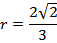 r = 2√2/3